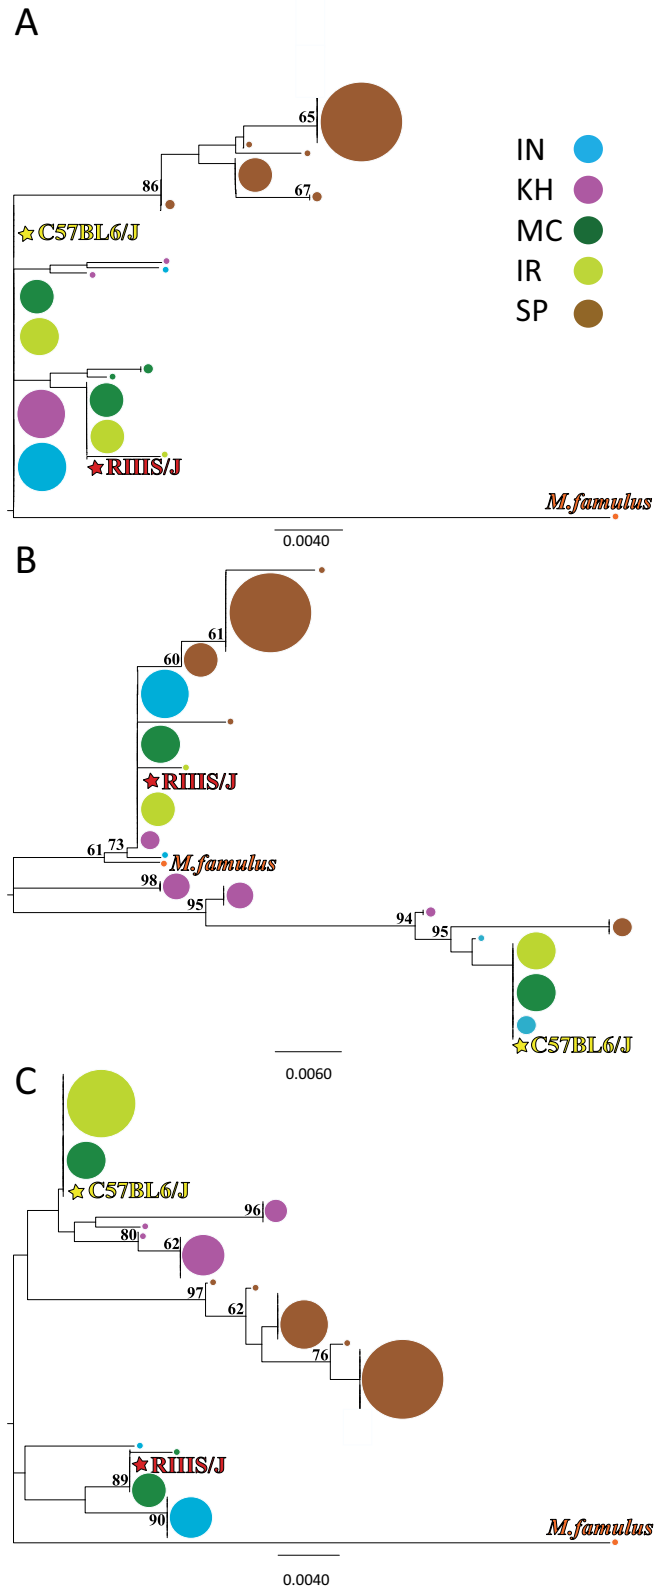 A
65
IN
KH
86
67
MC
C57BL6/J
IR
SP
RIIIS/J
M.famulus
0.0040
B
61
60
RIIIS/J
73
61
M.famulus
98
95
94
95
C57BL6/J
0.0060
C
C57BL6/J
96
80
62
97
62
76
RIIIS/J
89
90
M.famulus
0.0040